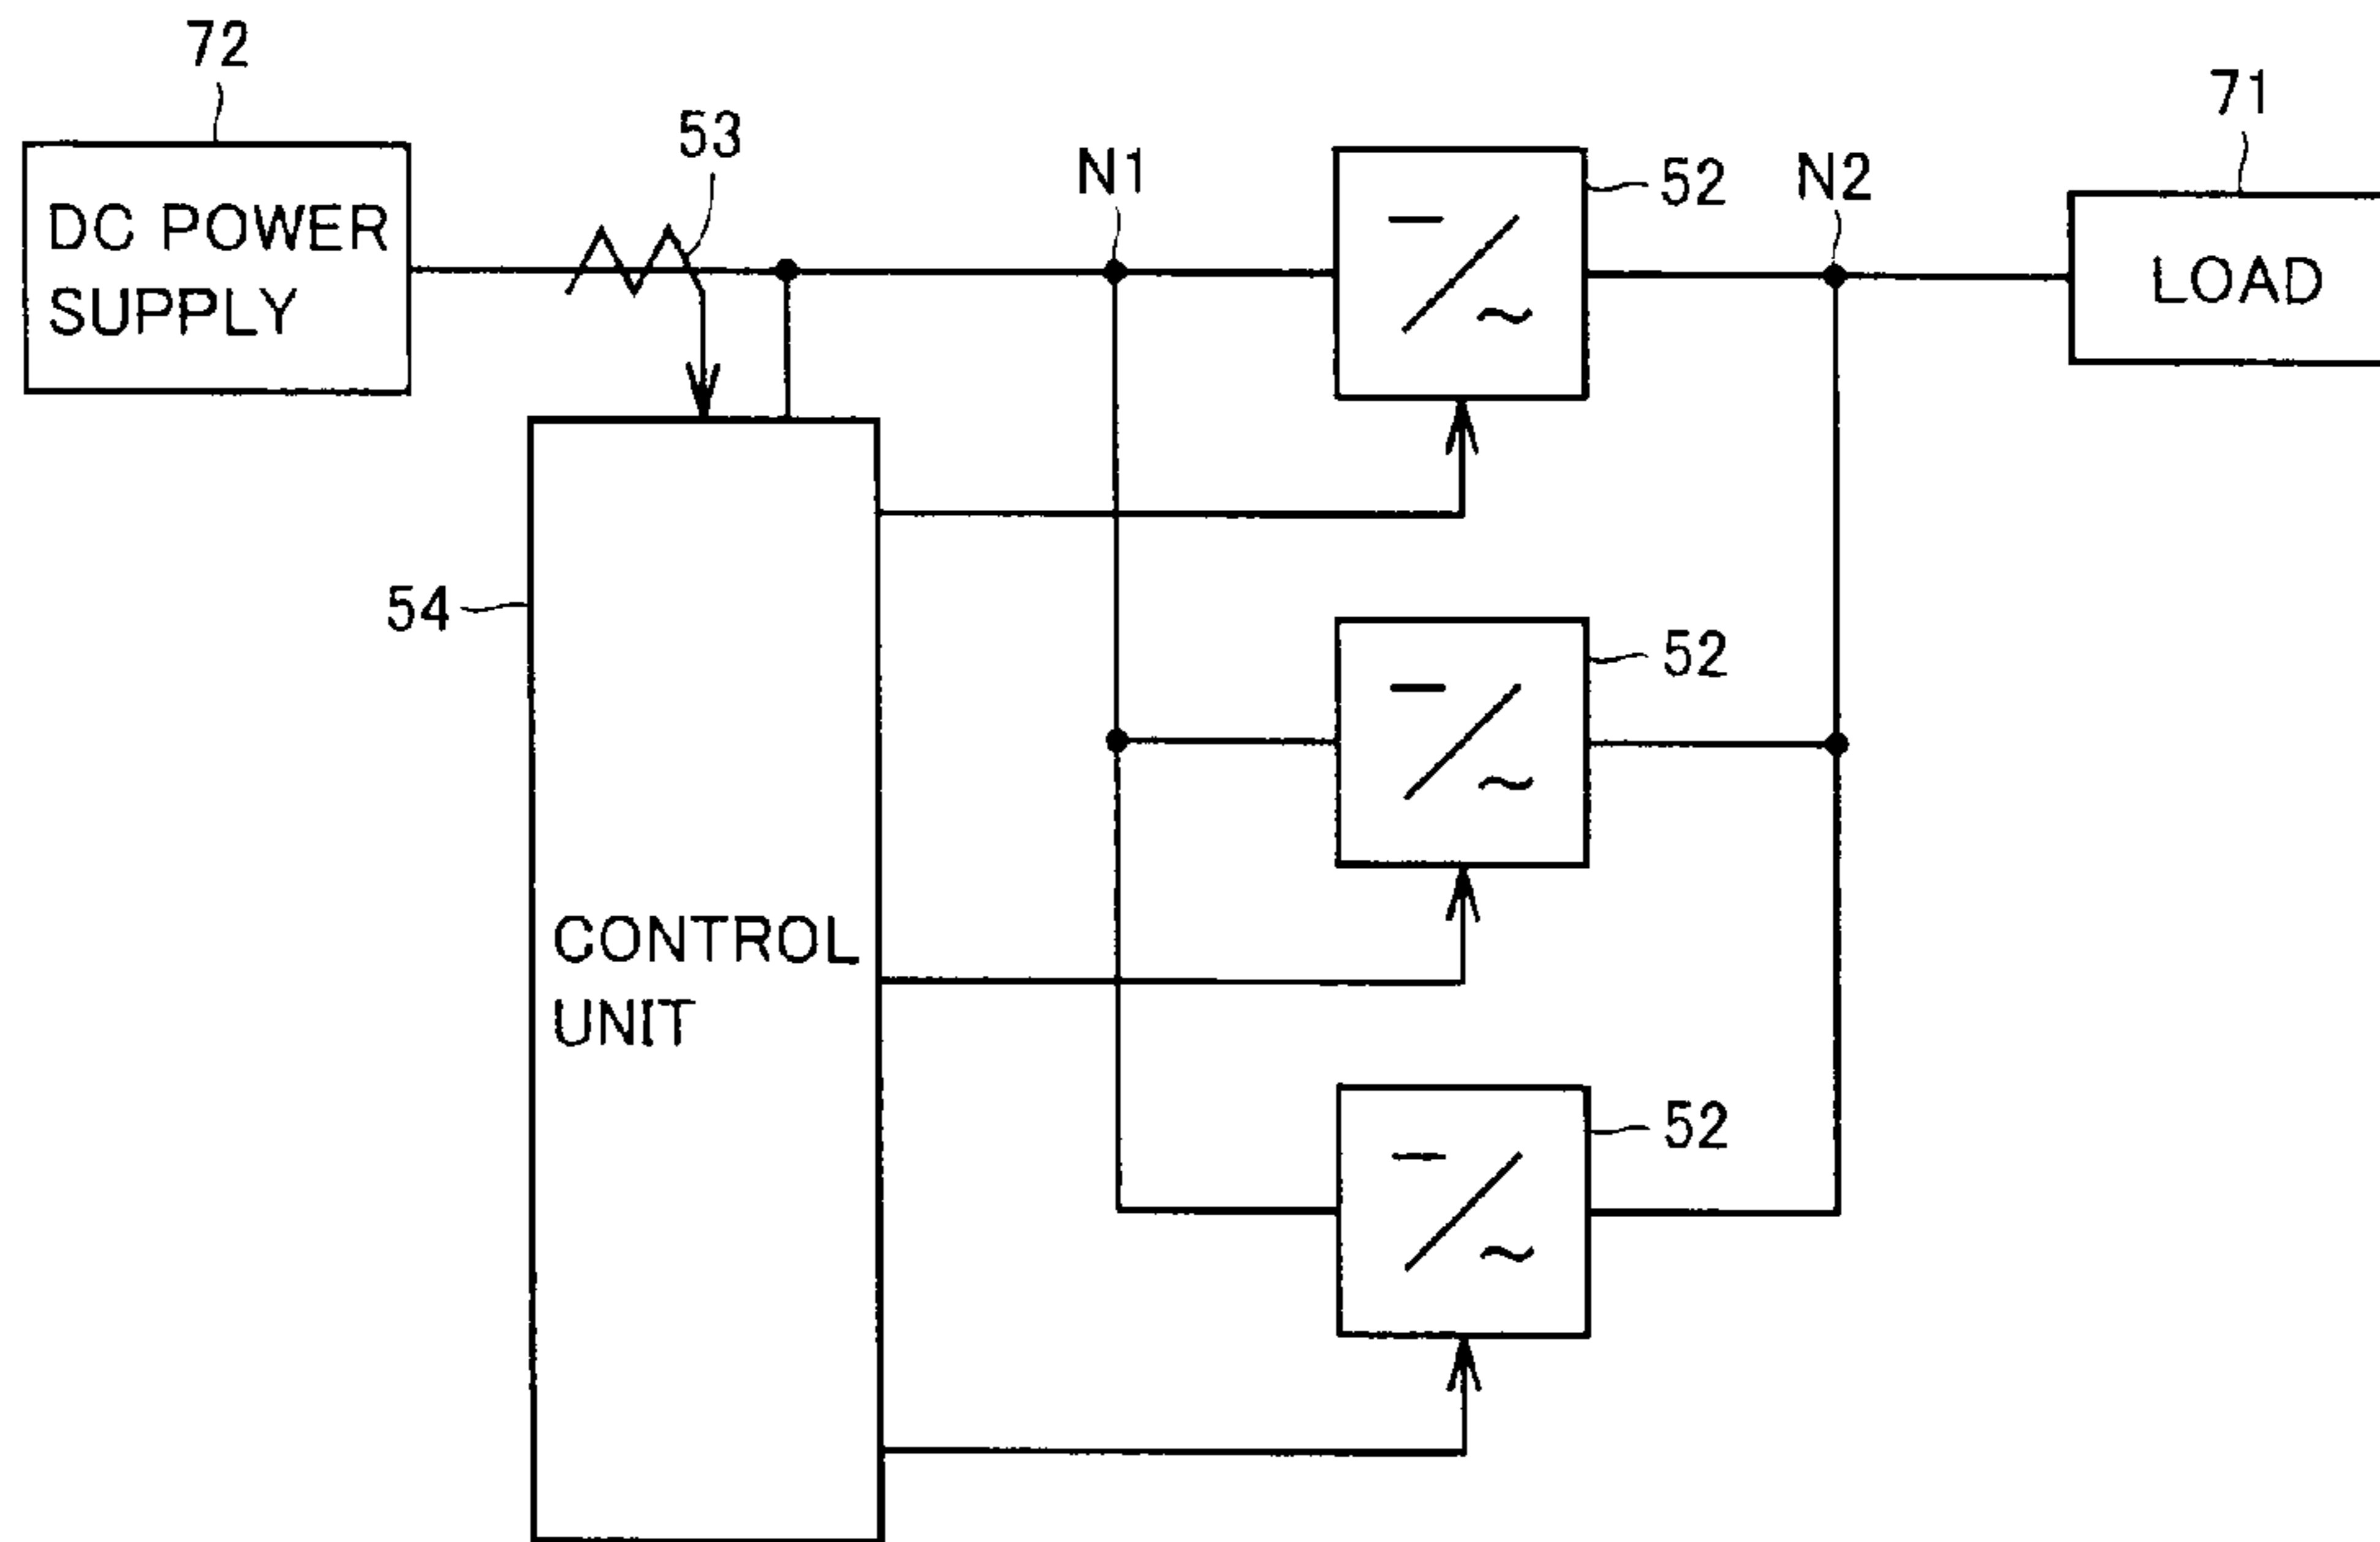 72
53
N1
52
N2
71
DC POWER
SUPPLY
LOAD
54
52
CONTROL
UNIT
52